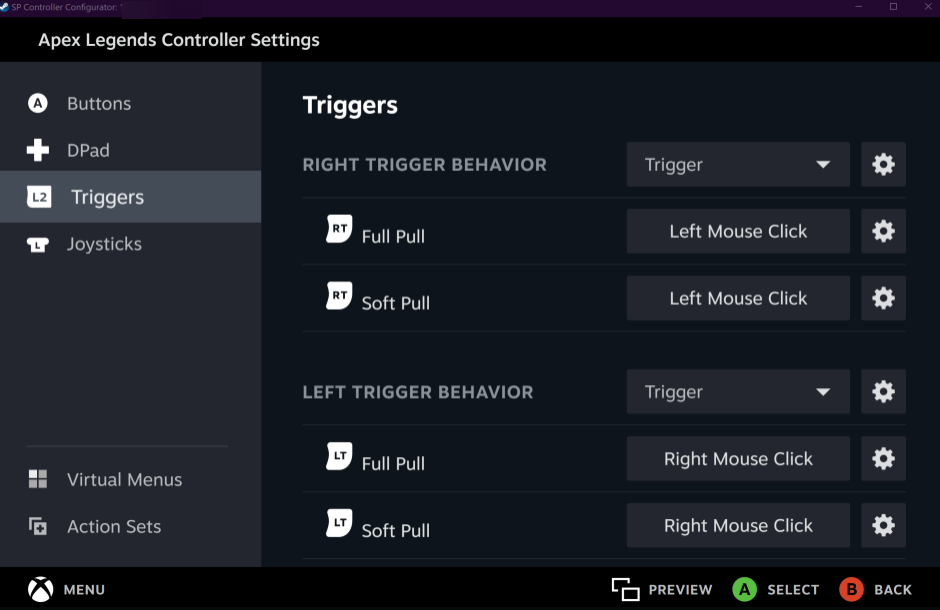 SP Controller Configurator:
Apex Legends Controller Settings
A Buttons
DPad
L2 Triggers
L Joysticks
Virtual Menus
Action Sets
Triggers
RIGHT TRIGGER BEHAVIOR Trigger
RT Full Pull Left Mouse Click
RT Soft Pull Left Mouse Click
LEFT TRIGGER BEHAVIOR Trigger
LT Full Pull Right Mouse Click
LT Soft Pull Right Mouse Click
MENU PREVIEW A SELECT B BACK